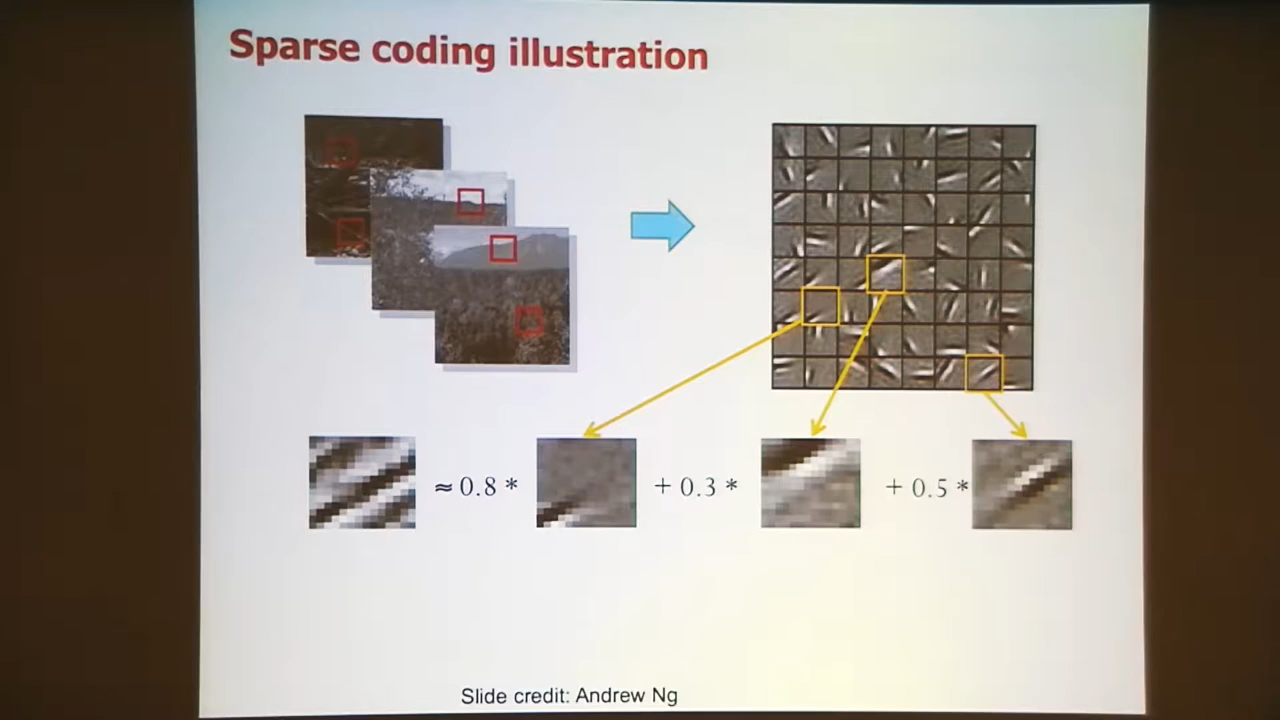 Sparse coding illustration
≈ 0.8 * + 0.3 * + 0.5 *
Slide credit: Andrew Ng